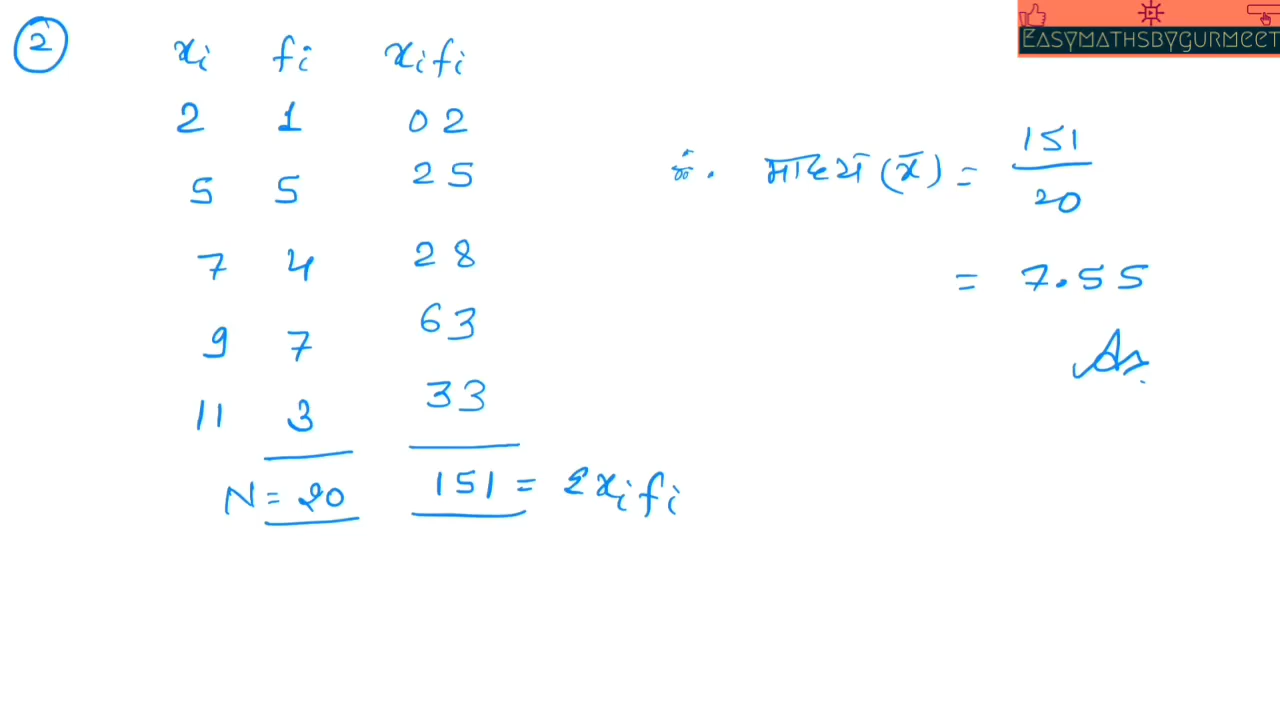 EASYMATHSBYGURMEET
2
xi fi xifi
2 1 02
5 5 25
7 4 28
9 7 63
11 3 33
N = 20 151 = Σxifi
(x̄) = 151/20
= 7.55
Ans.